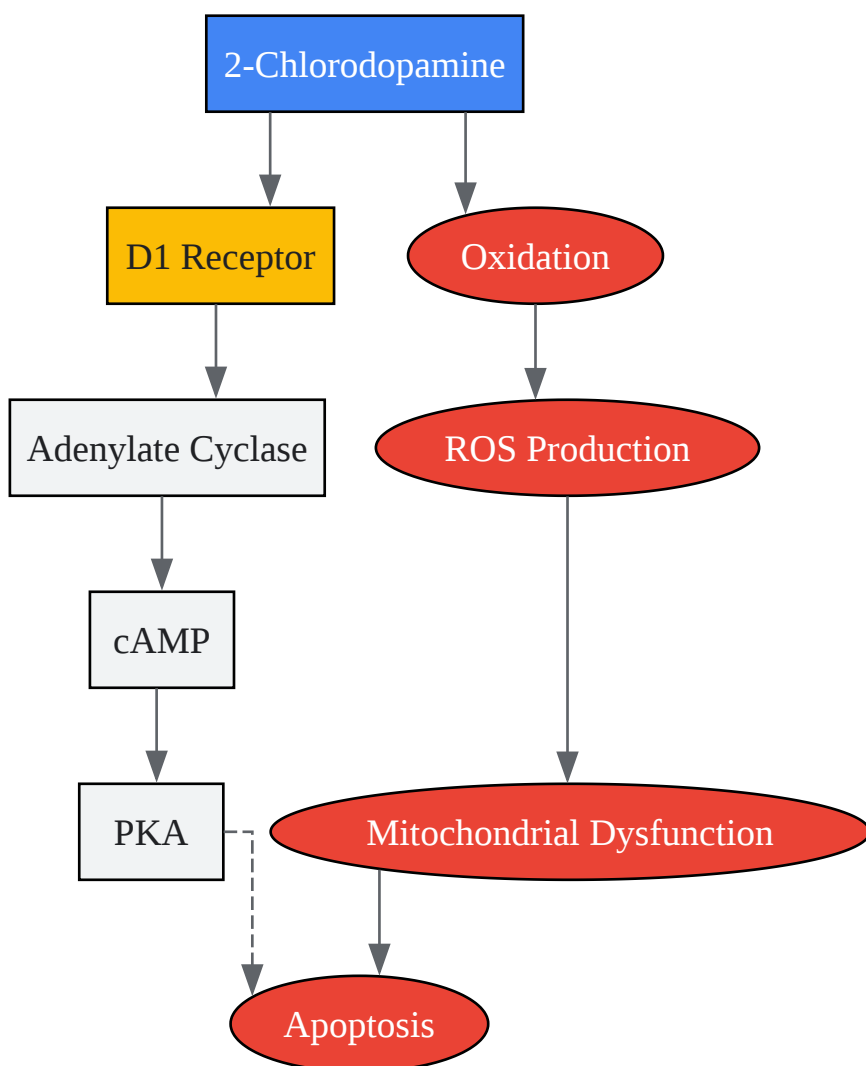 2-Chlorodopamine
D1 Receptor
Oxidation
Adenylate Cyclase
ROS Production
cAMP
PKA
Mitochondrial Dysfunction
Apoptosis